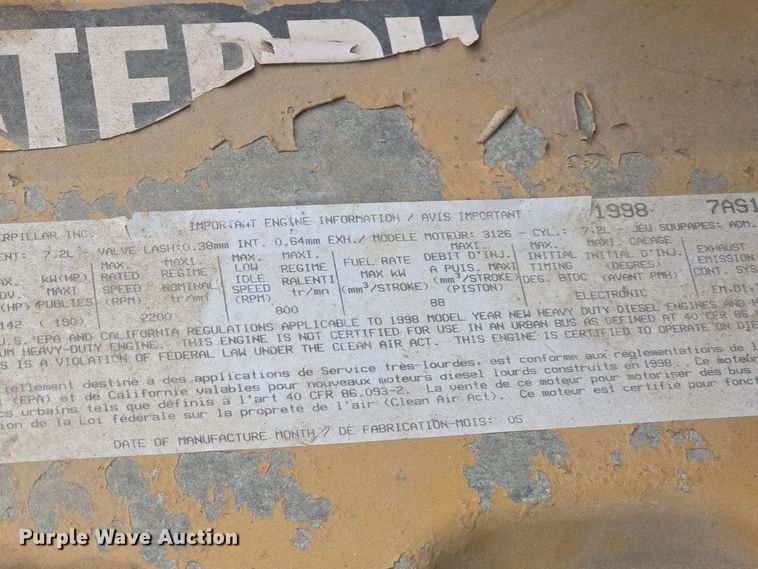 ATERPIL
IMPORTANT ENGINE INFORMATION / AVIS IMPORTANT 1998 7AS1
ERPILLAR INC.
ENT: 7.2L VALVE LASH:0.38mm INT. 0.64mm EXH./ MODELE MOTEUR: 3126 - CYL: 7.2L JEU SOUPAPES: ADM.
MAX. KW(HP) MAX. MAXI. MAX. MAXI. MAXI. MAX. MAXI. CALAGE EXHAUST
RATED REGIME LOW REGIME FUEL RATE DEBIT D'INJ. INITIAL INITIAL D'INJ. EMISSION
ADV. MAXI SPEED NOMINAL IDLE RALENTI MAX KW A PUIS. MAXI TIMING (DEGRES) CONT. SYS
(HP) PUBLIES (RPM) tr/mn SPEED tr/mn (mm³/STROKE) (mm³/STROKE) DEG. BTDC (AVANT PMH)
(RPM) (PISTON)
142 (190) 2200 800 88 ELECTRONIC EM.DI.
U.S. EPA AND CALIFORNIA REGULATIONS APPLICABLE TO 1998 MODEL YEAR NEW HEAVY DUTY DIESEL ENGINES AND H
UM HEAVY-DUTY ENGINE. THIS ENGINE IS NOT CERTIFIED FOR USE IN AN URBAN BUS AS DEFINED AT 40 CFR 86.
S IS A VIOLATION OF FEDERAL LAW UNDER THE CLEAN AIR ACT. THIS ENGINE IS CERTIFIED TO OPERATE ON DIE
iellement destiné à des applications de Service très-lourdes, est conforme aux réglementations de l
(EPA) et de Californie valables pour nouveaux moteurs diesel lourds construits en 1998. Ce moteur
cs urbains tels que définis à l'art 40 CFR 86.093-2. La vente de ce moteur pour motoriser des bus
ion de la Loi fédérale sur la propreté de l'air (Clean Air Act). Ce moteur est certifié pour fonc
DATE OF MANUFACTURE MONTH / DE FABRICATION-MOIS: 05
Purple Wave Auction